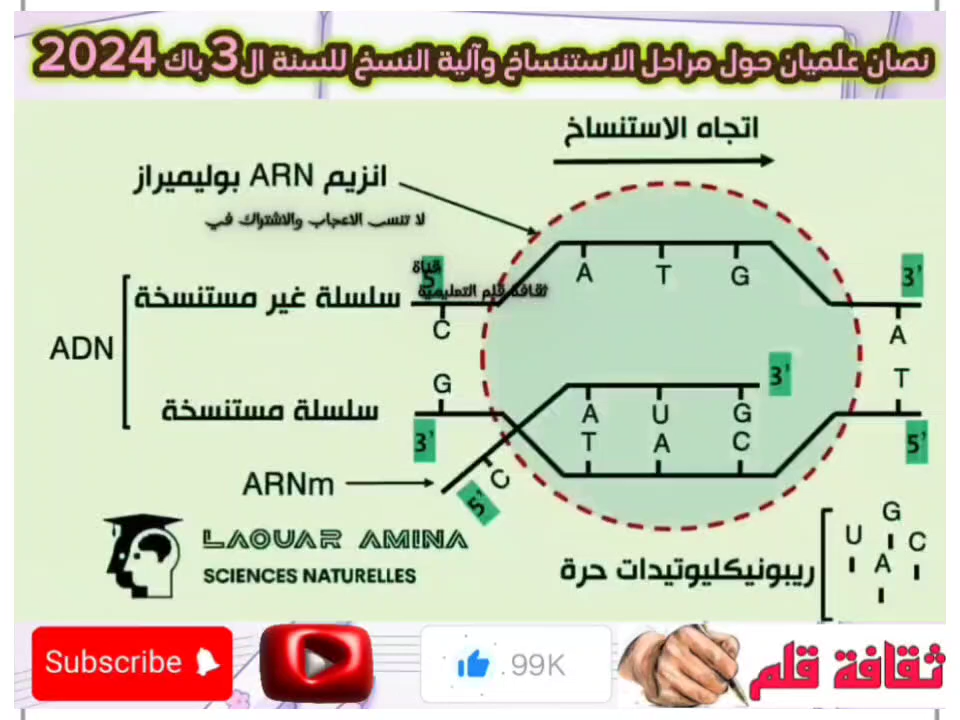 نصان علميان حول مراحل الاستنساخ وآلية النسخ للسنة ال3 باك 2024
اتجاه الاستنساخ
انزيم ARN بوليميراز
لا تنسى الاعجاب والاشتراك في
قناة
ثقافة قلم التعليمية
5'
A T G
3'
سلسلة غير مستنسخة
C
A
ADN
G
3'
T
سلسلة مستنسخة
A U G
T A C
3'
5'
ARNm
5'
C
LAOUAR AMINA
SCIENCES NATURELLES
ريبونيكليوتيدات حرة
G
U
C
A
Subscribe
99K
ثقافة قلم